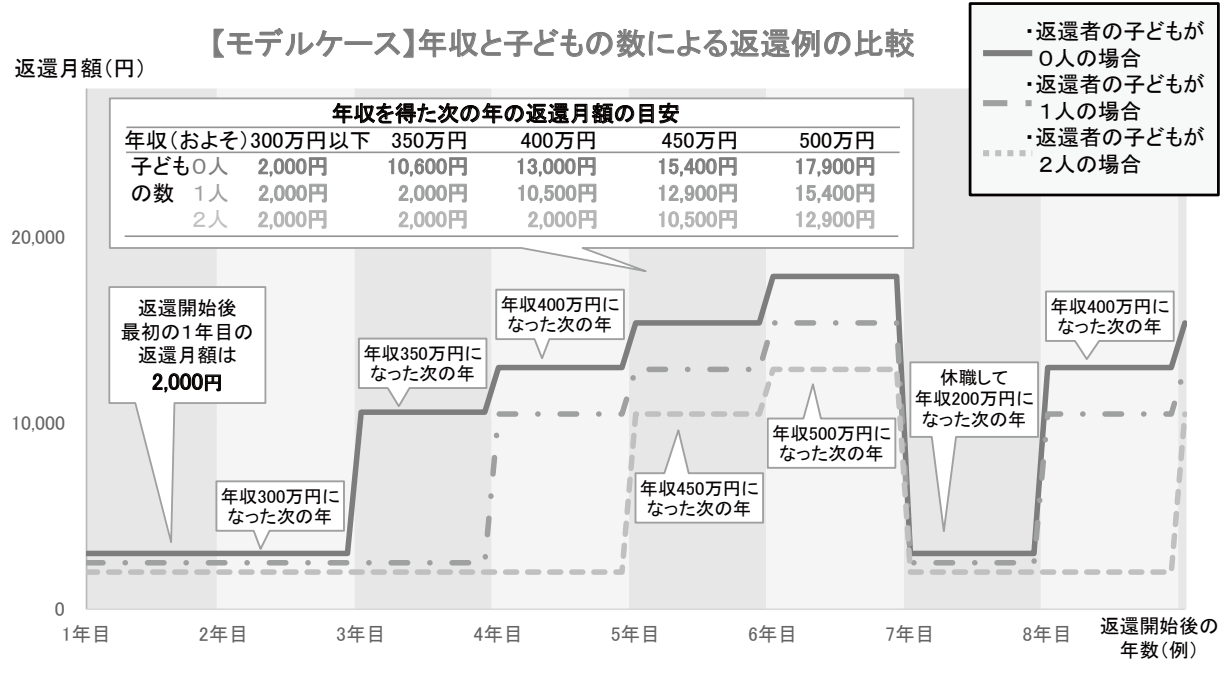 【モデルケース】年収と子どもの数による返還例の比較
返還月額(円)
・返還者の子どもが
0人の場合
・返還者の子どもが
1人の場合
・返還者の子どもが
2人の場合
年収を得た次の年の返還月額の目安
年収(およそ) 300万円以下 350万円 400万円 450万円 500万円
子ども 0人 2,000円 10,600円 13,000円 15,400円 17,900円
の数 1人 2,000円 2,000円 10,500円 12,900円 15,400円
2人 2,000円 2,000円 2,000円 10,500円 12,900円
20,000
10,000
0
返還開始後
最初の1年目の
返還月額は
2,000円
年収300万円に
なった次の年
年収350万円に
なった次の年
年収400万円に
なった次の年
年収450万円に
なった次の年
年収500万円に
なった次の年
休職して
年収200万円に
なった次の年
年収400万円に
なった次の年
1年目 2年目 3年目 4年目 5年目 6年目 7年目 8年目
返還開始後の
年数(例)